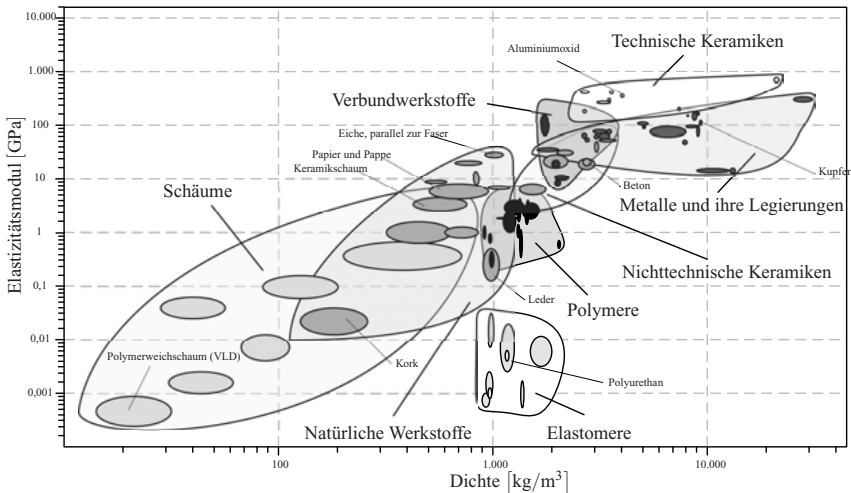 Elastizitätsmodul [GPa]
10.000
1.000
100
10
1
0,1
0,01
0,001
Technische Keramiken
Aluminiumoxid
Verbundwerkstoffe
Eiche, parallel zur Faser
Papier und Pappe
Keramikschaum
Schäume
Beton
Kupfer
Metalle und ihre Legierungen
Nichttechnische Keramiken
Leder
Polymere
Polymerweichschaum (VLD)
Kork
Polyurethan
Natürliche Werkstoffe
Elastomere
100
1.000
10.000
Dichte [kg/m³]